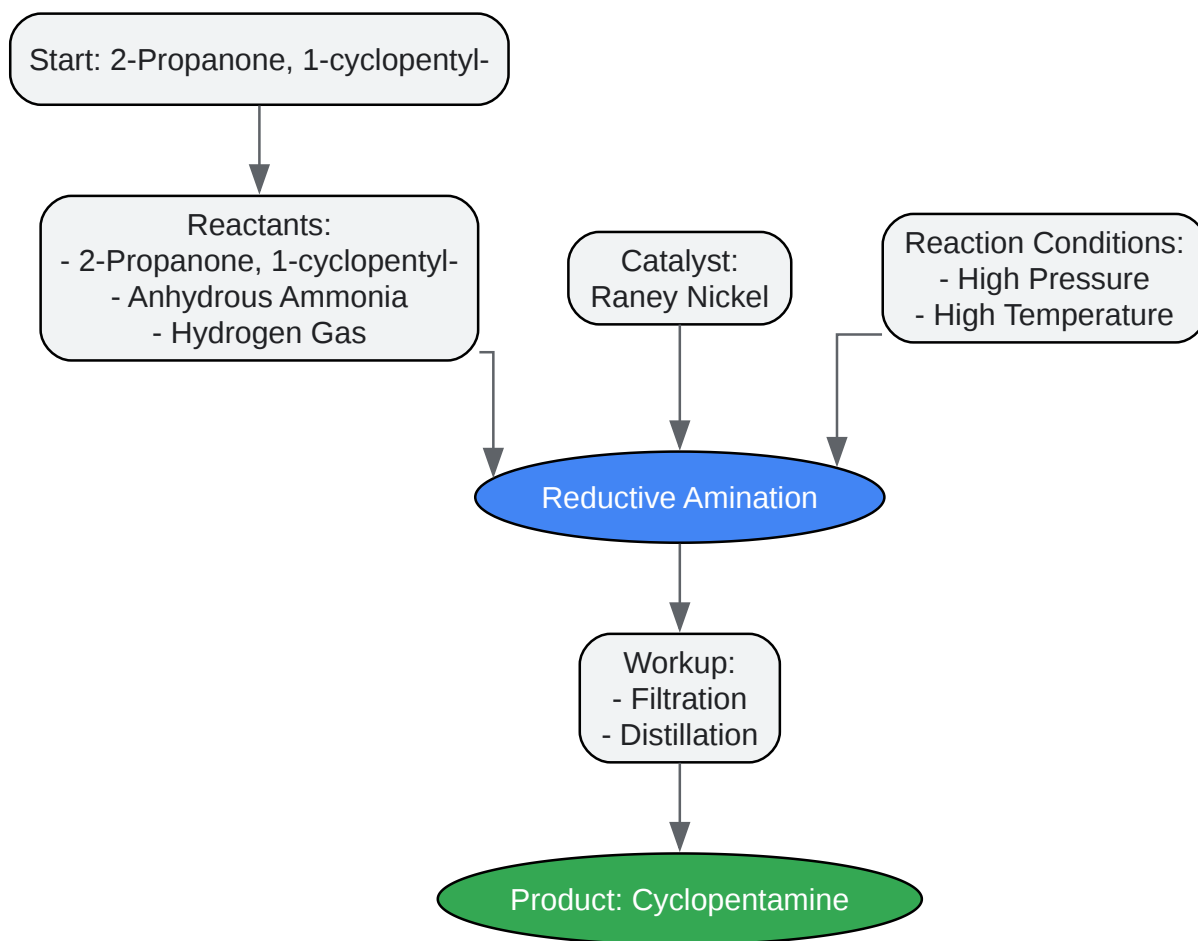 Start: 2-Propanone, 1-cyclopentyl-
Reactants:
- 2-Propanone, 1-cyclopentyl-
- Anhydrous Ammonia
- Hydrogen Gas
Catalyst:
Raney Nickel
Reaction Conditions:
- High Pressure
- High Temperature
Reductive Amination
Workup:
- Filtration
- Distillation
Product: Cyclopentamine